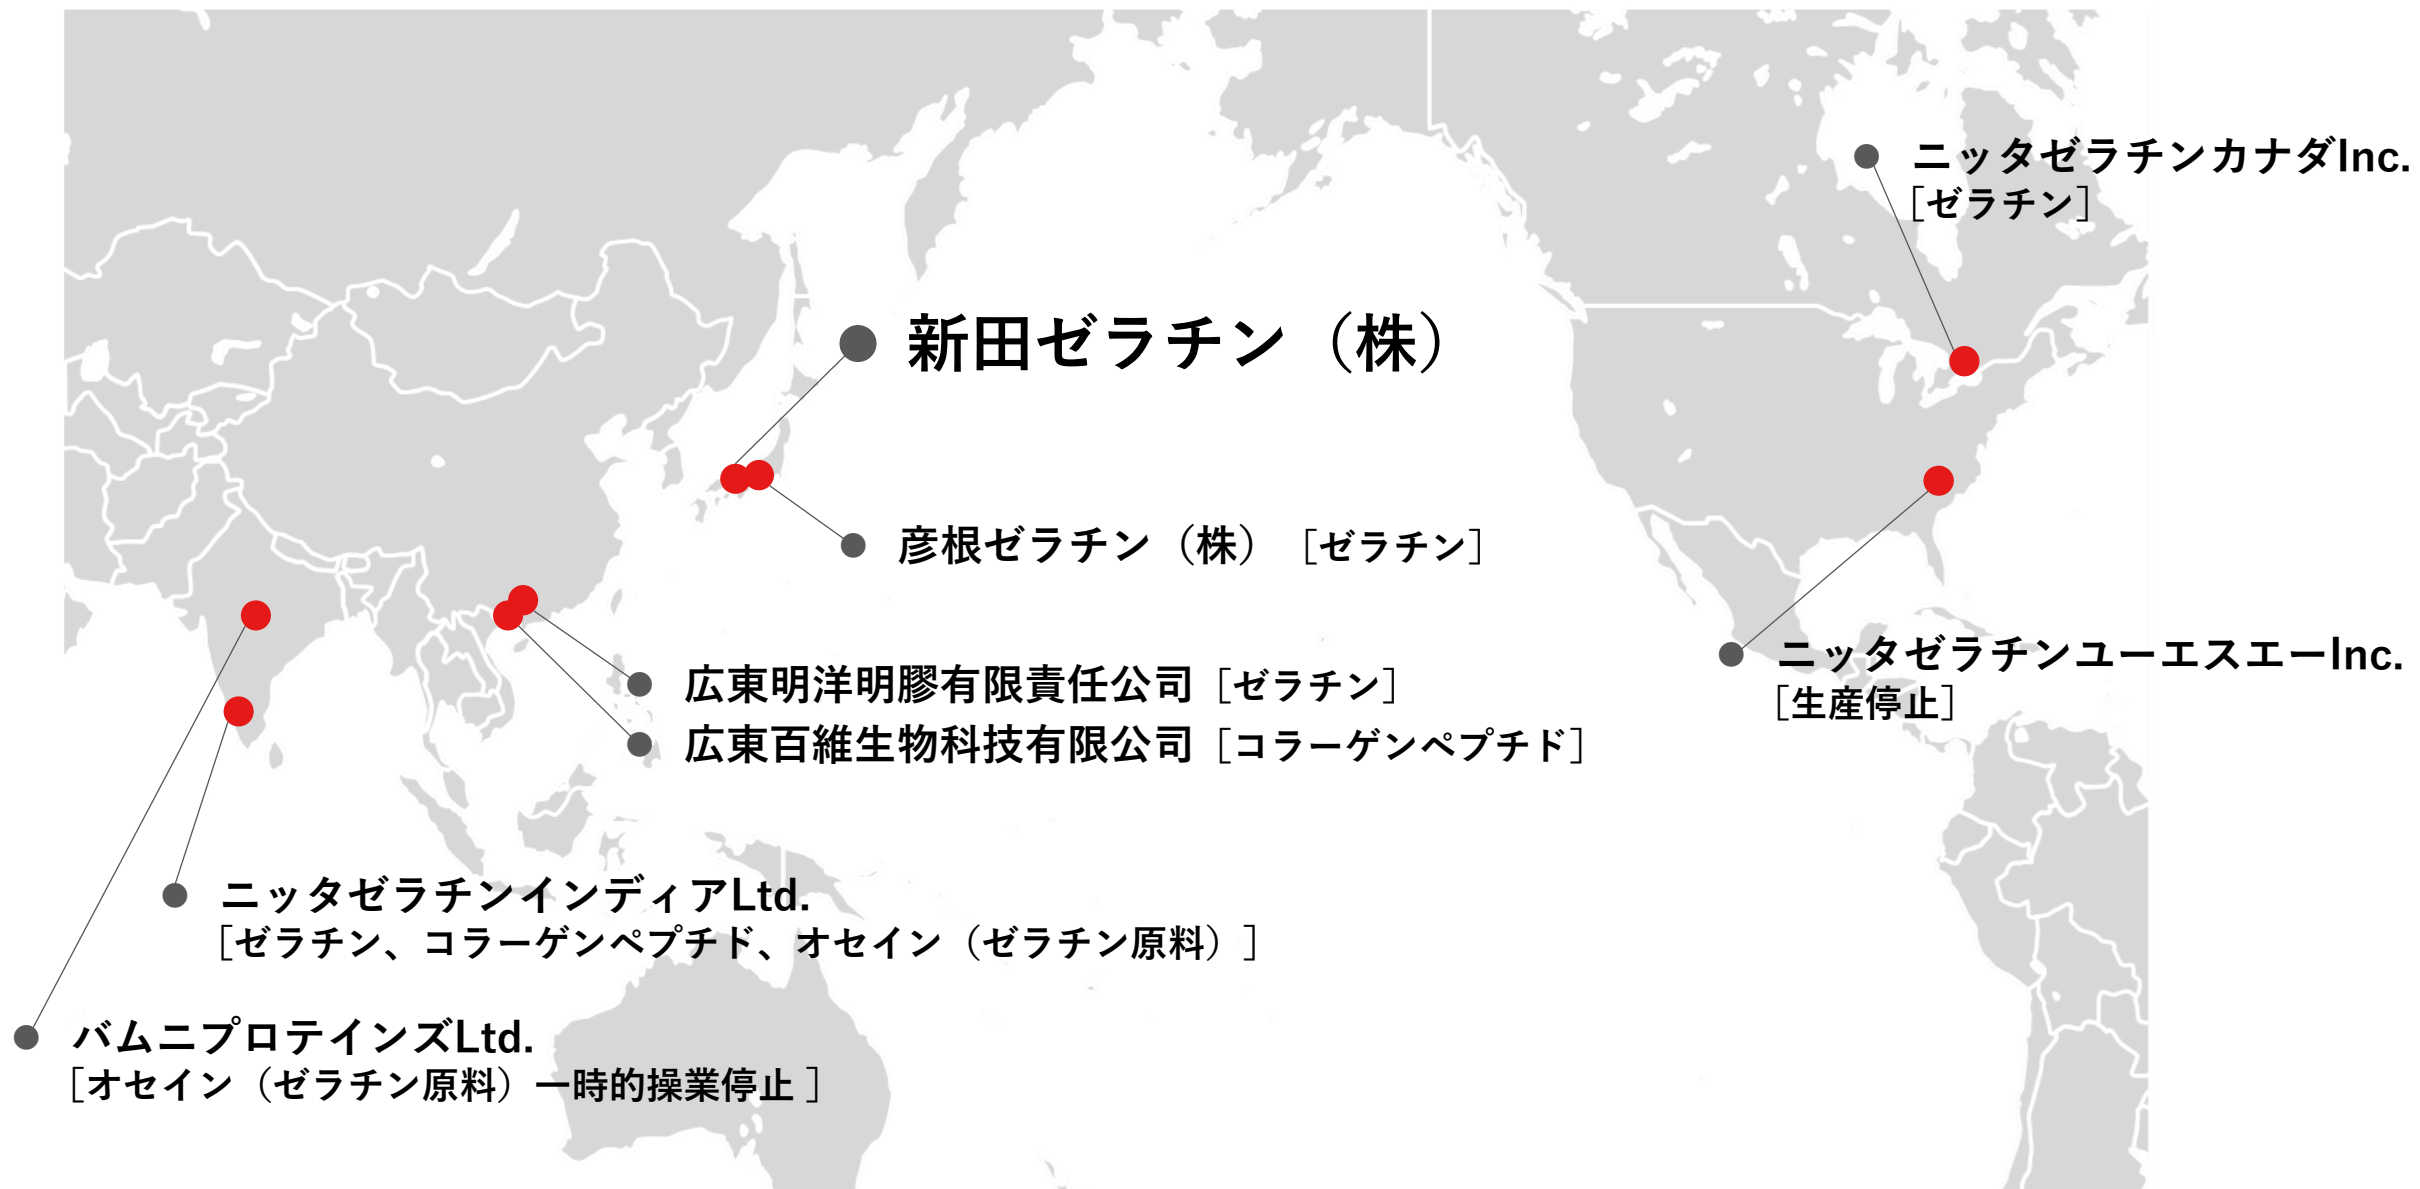 ニッタゼラチンカナダInc.
［ゼラチン］
新田ゼラチン（株）
彦根ゼラチン（株）［ゼラチン］
ニッタゼラチンユーエスエーInc.
［生産停止］
広東明洋明膠有限責任公司［ゼラチン］
広東百維生物科技有限公司［コラーゲンペプチド］
ニッタゼラチンインディアLtd.
［ゼラチン、コラーゲンペプチド、オセイン（ゼラチン原料）］
バムニプロテインズLtd.
［オセイン（ゼラチン原料）一時的操業停止 ］